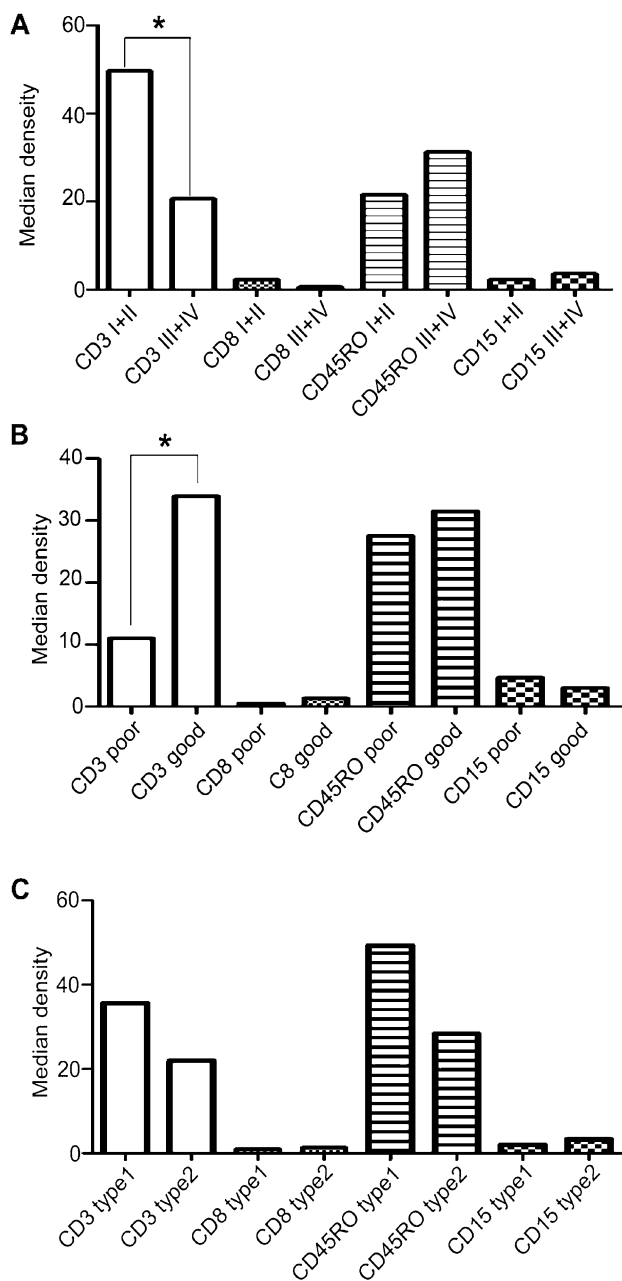 A
*
Median denseity
60
40
20
0
CD3 I+II
CD3 III+IV
CD8 I+II
CD8 III+IV
CD45RO I+II
CD45RO III+IV
CD15 I+II
CD15 III+IV
B
*
Median density
40
30
20
10
0
CD3 poor
CD3 good
CD8 poor
C8 good
CD45RO poor
CD45RO good
CD15 poor
CD15 good
C
Median density
60
40
20
0
CD3 type1
CD3 type2
CD8 type1
CD8 type2
CD45RO type1
CD45RO type2
CD15 type1
CD15 type2